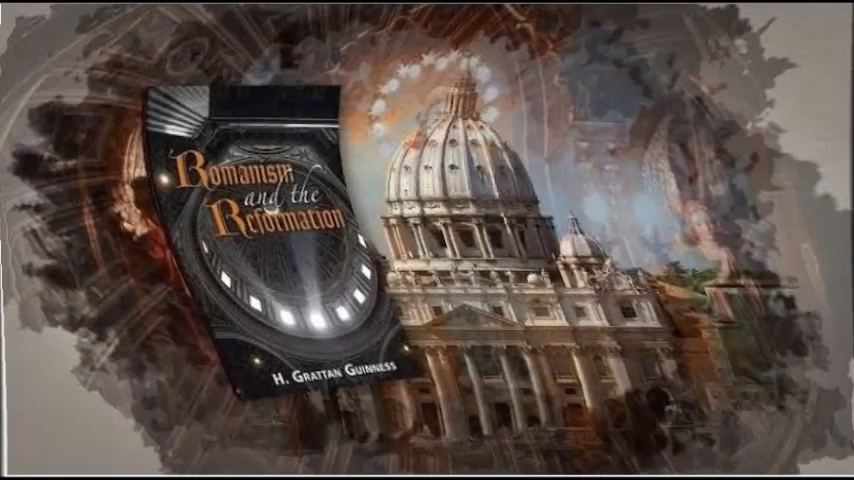 Romanism
and the
Reformation
H. Grattan Guinness